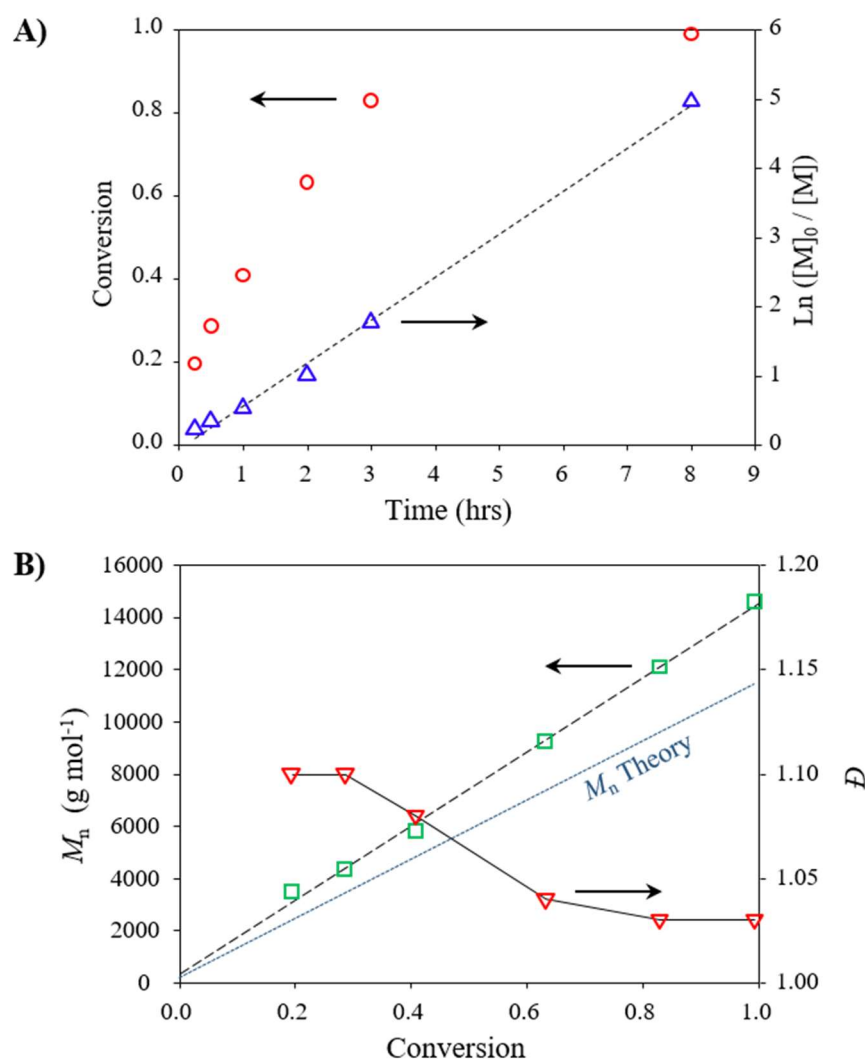 A)
1.0
0.8
0.6
0.4
0.2
0.0
Conversion
6
5
4
3
2
1
0
Ln ([M]₀ / [M])
0 1 2 3 4 5 6 7 8 9
Time (hrs)
B)
16000
14000
12000
10000
8000
6000
4000
2000
0
Mₙ (g mol⁻¹)
Mₙ Theory
1.20
1.15
1.10
1.05
1.00
Đ
0.0 0.2 0.4 0.6 0.8 1.0
Conversion